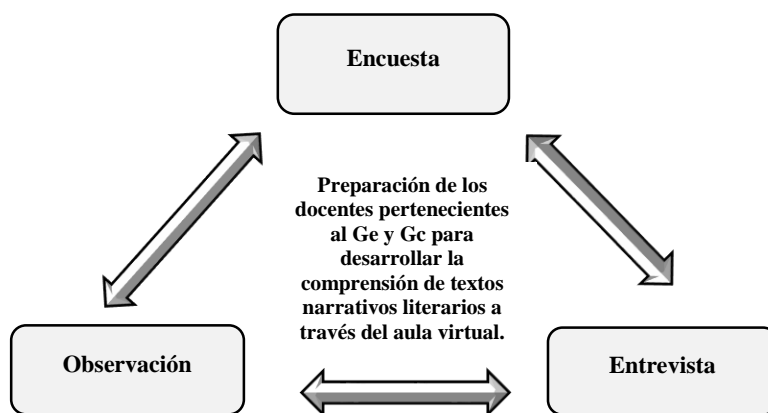 Encuesta
Preparación de los
docentes pertenecientes
al Ge y Gc para
desarrollar la
comprensión de textos
narrativos literarios a
través del aula virtual.
Observación
Entrevista